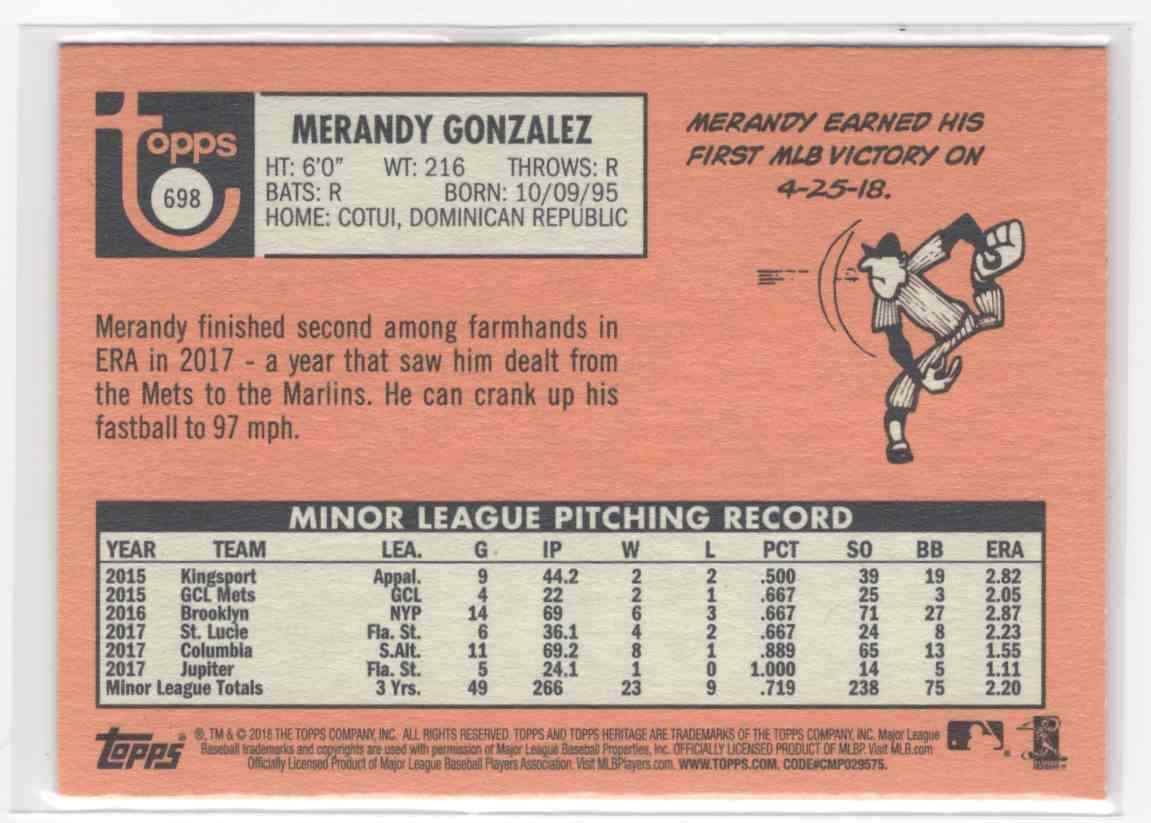 topps
698
MERANDY GONZALEZ
HT: 6'0" WT: 216 THROWS: R
BATS: R BORN: 10/09/95
HOME: COTUI, DOMINICAN REPUBLIC
MERANDY EARNED HIS
FIRST MLB VICTORY ON
4-25-18.
Merandy finished second among farmhands in
ERA in 2017 - a year that saw him dealt from
the Mets to the Marlins. He can crank up his
fastball to 97 mph.
MINOR LEAGUE PITCHING RECORD
YEAR TEAM LEA. G IP W L PCT SO BB ERA
2015 Kingsport Appal. 9 44.2 2 2 .500 39 19 2.82
2015 GCL Mets GCL 4 22 2 1 .667 25 3 2.05
2016 Brooklyn NYP 14 69 6 3 .667 71 27 2.87
2017 St. Lucie Fla. St. 6 36.1 4 2 .667 24 8 2.23
2017 Columbia S.Atl. 11 69.2 8 1 .889 65 13 1.55
2017 Jupiter Fla. St. 5 24.1 1 0 1.000 14 5 1.11
Minor League Totals 3 Yrs. 49 266 23 9 .719 238 75 2.20
topps ®, TM & © 2018 THE TOPPS COMPANY, INC. ALL RIGHTS RESERVED. TOPPS AND TOPPS HERITAGE ARE TRADEMARKS OF THE TOPPS COMPANY, INC. Major League
Baseball trademarks and copyrights are used with permission of Major League Baseball Properties, Inc. OFFICIALLY LICENSED PRODUCT OF MLBP. Visit MLB.com
Officially Licensed Product of Major League Baseball Players Association. Visit MLBPlayers.com. WWW.TOPPS.COM. CODE#CMP029575.